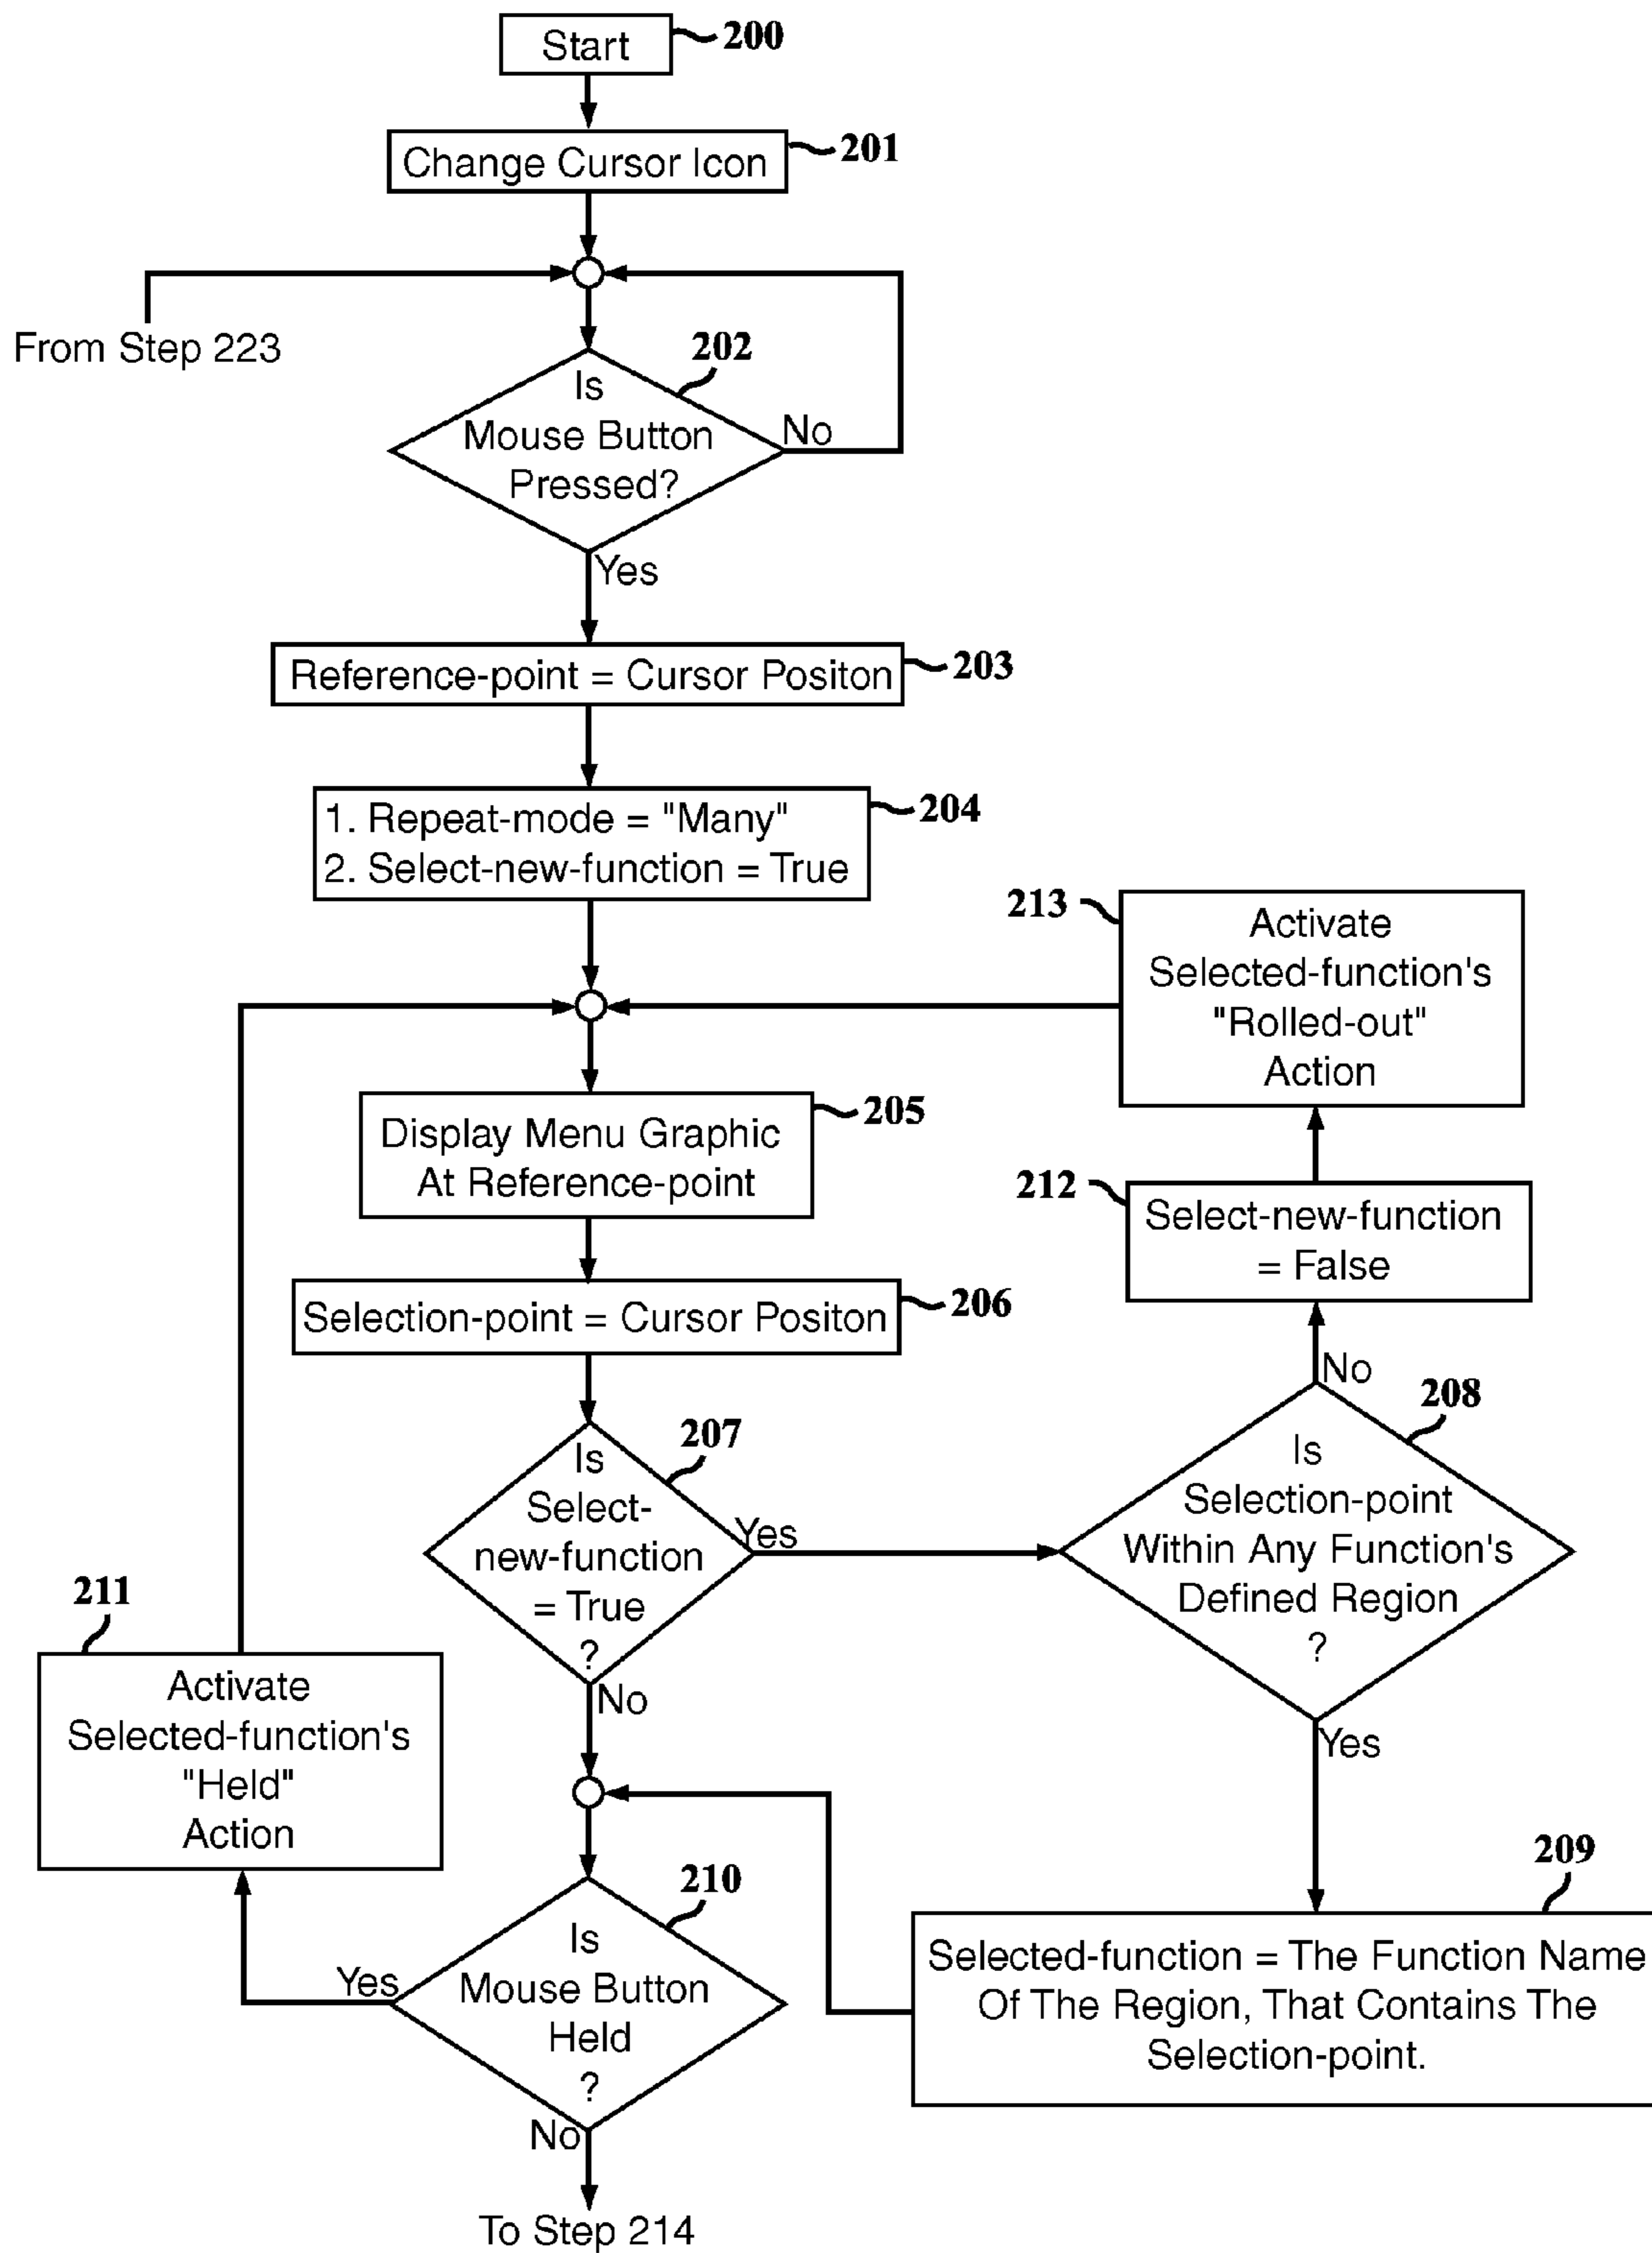 Start
200
Change Cursor Icon
201
From Step 223
202
Is
Mouse Button
Pressed?
No
Yes
Reference-point = Cursor Positon
203
1. Repeat-mode = "Many"
2. Select-new-function = True
204
213
Activate
Selected-function's
"Rolled-out"
Action
Display Menu Graphic
At Reference-point
205
212
Select-new-function
= False
Selection-point = Cursor Positon
206
No
208
Is
Selection-point
Within Any Function's
Defined Region
?
Yes
207
Is
Select-
new-function
= True
?
Yes
No
211
Activate
Selected-function's
"Held"
Action
209
Selected-function = The Function Name
Of The Region, That Contains The
Selection-point.
210
Is
Mouse Button
Held
?
Yes
No
To Step 214